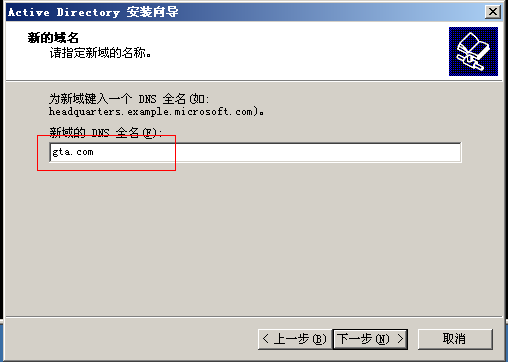 Active Directory 安装向导
新的域名
请指定新域的名称。
为新域键入一个 DNS 全名(如:
headquarters.example.microsoft.com)。
新域的 DNS 全名(F):
gta.com
< 上一步(B) 下一步(N) > 取消